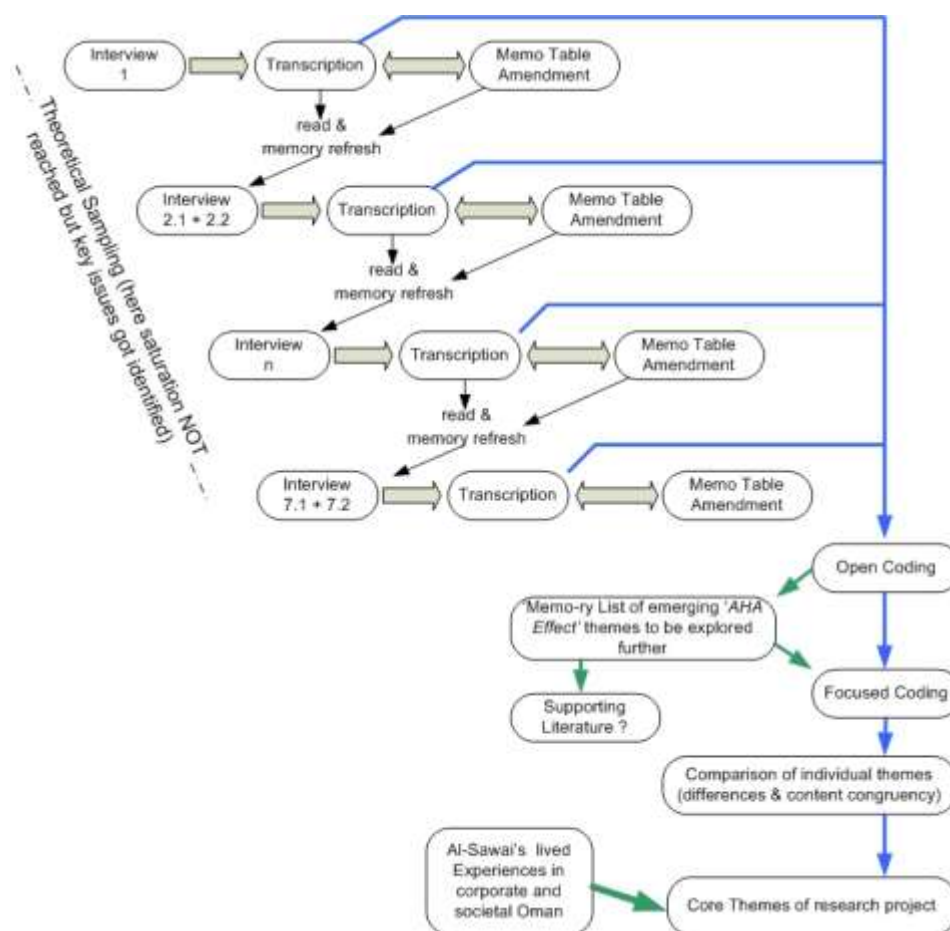 Interview
1
Transcription
Memo Table
Amendment
read &
memory refresh
Theoretical Sampling (here saturation NOT
reached but key issues got identified)
Interview
2.1 + 2.2
Transcription
Memo Table
Amendment
read &
memory refresh
Interview
n
Transcription
Memo Table
Amendment
read &
memory refresh
Interview
7.1 + 7.2
Transcription
Memo Table
Amendment
Open Coding
'Memo-ry List of emerging 'AHA
Effect' themes to be explored
further
Focused Coding
Supporting
Literature ?
Comparison of individual themes
(differences & content congruency)
Al-Sawai's lived
Experiences in
corporate and
societal Oman
Core Themes of research project